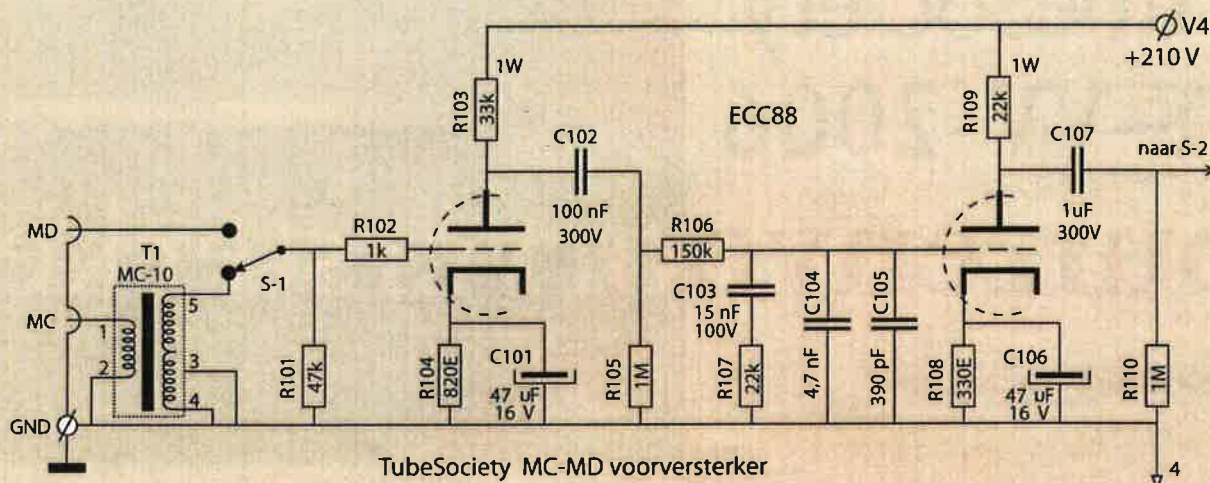 V4
+210 V
1W
R103
33k
ECC88
1W
R109
22k
C102
100 nF
300V
C107
1uF
300V
naar S-2
MD
T1
MC-10
S-1
R102
1k
R106
150k
MC
1
2
5
3
4
R101
47k
R104
820E
C101
47 uF
16 V
R105
1M
C103
15 nF
100V
R107
22k
C104
4,7 nF
C105
390 pF
R108
330E
C106
47 uF
16 V
R110
1M
GND
TubeSociety MC-MD voorversterker
4